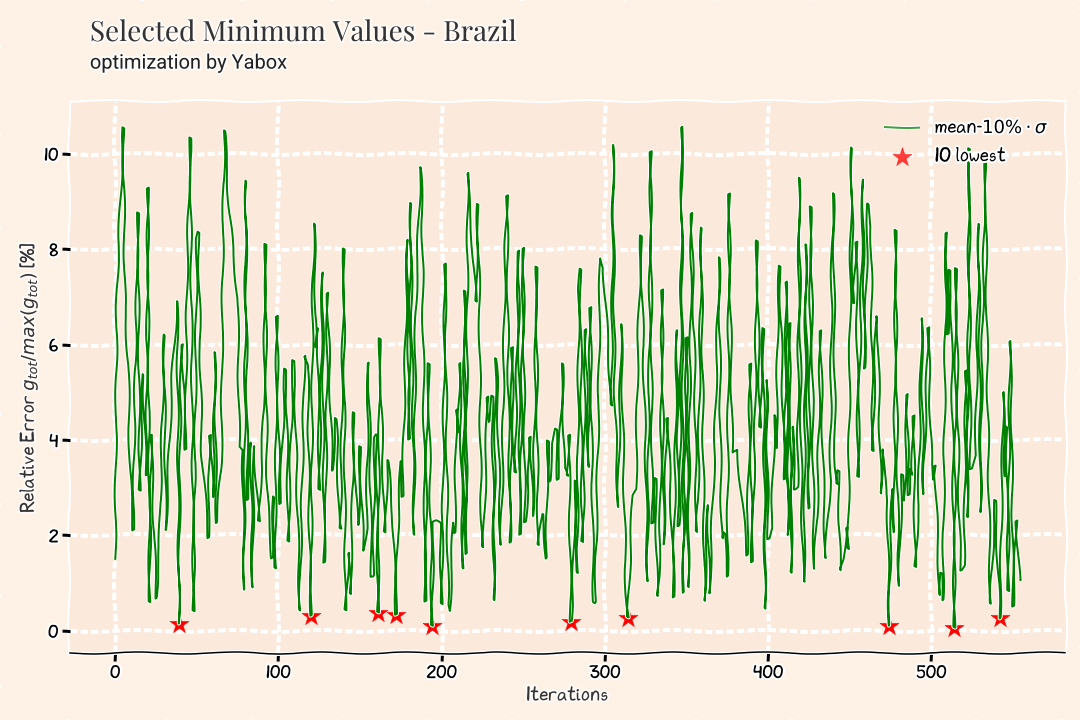 Selected Minimum Values - Brazil
optimization by Yabox
mean-10% · σ
10 lowest
Relative Error g_tot/max(g_tot) [%]
10
8
6
4
2
0
0 100 200 300 400 500
Iterations